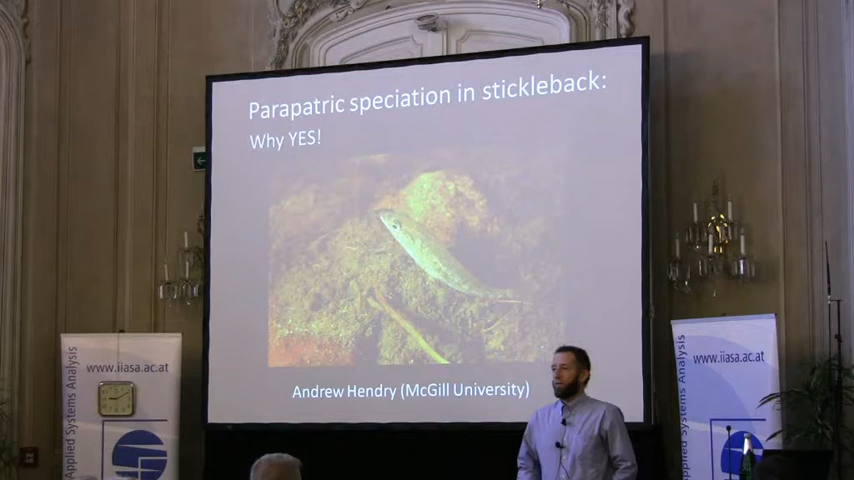 Parapatric speciation in stickleback:
Why YES!
Andrew Hendry (McGill University)
www.iiasa.ac.at
Applied Systems Analysis
www.iiasa.ac.at
Applied Systems Analysis